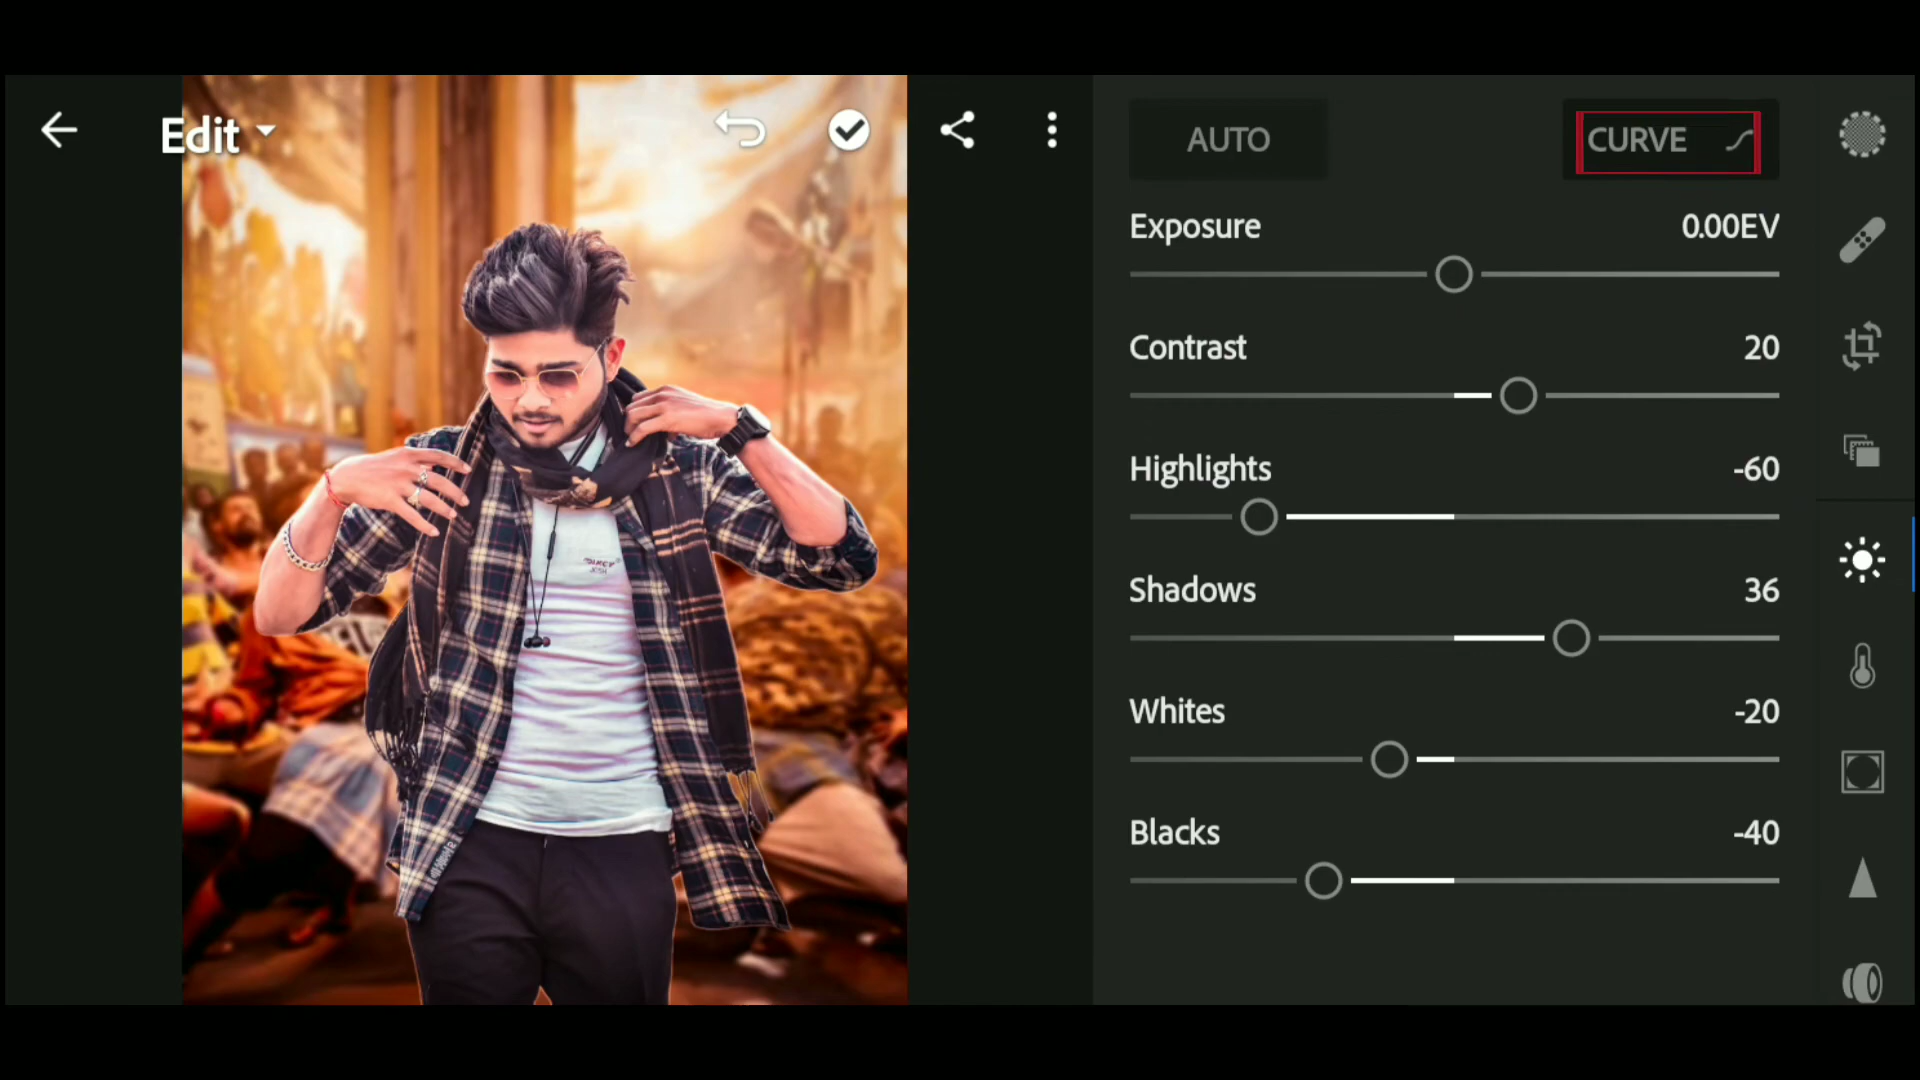 Edit
AUTO
CURVE
Exposure 0.00EV
Contrast 20
Highlights -60
Shadows 36
Whites -20
Blacks -40